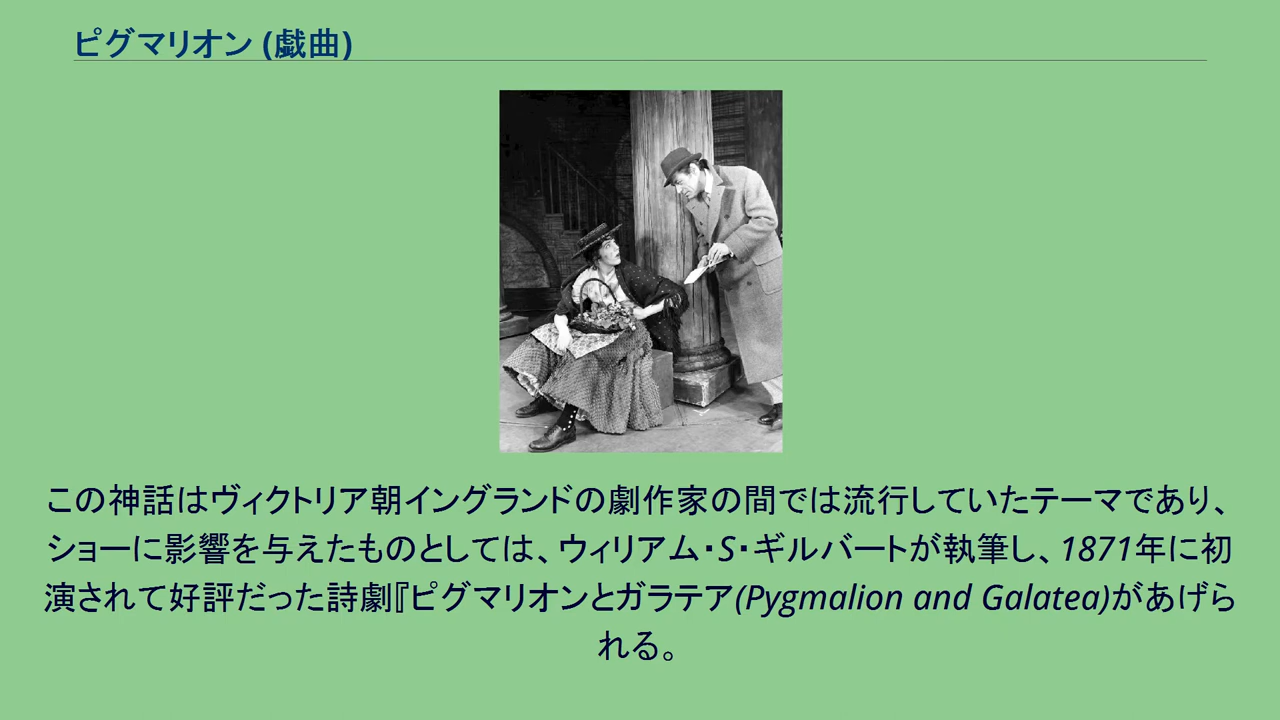 ピグマリオン (戯曲)
この神話はヴィクトリア朝イングランドの劇作家の間では流行していたテーマであり、
ショーに影響を与えたものとしては、ウィリアム・S・ギルバートが執筆し、1871年に初
演されて好評だった詩劇『ピグマリオンとガラテア(Pygmalion and Galatea)があげら
れる。